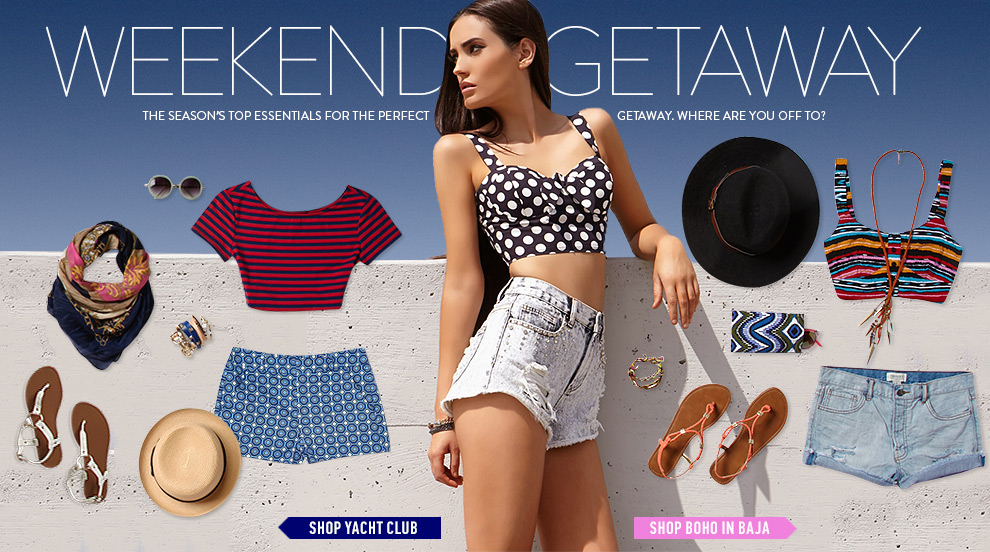 WEEKEND GETAWAY
THE SEASON'S TOP ESSENTIALS FOR THE PERFECT GETAWAY. WHERE ARE YOU OFF TO?
SHOP YACHT CLUB
SHOP BOHO IN BAJA